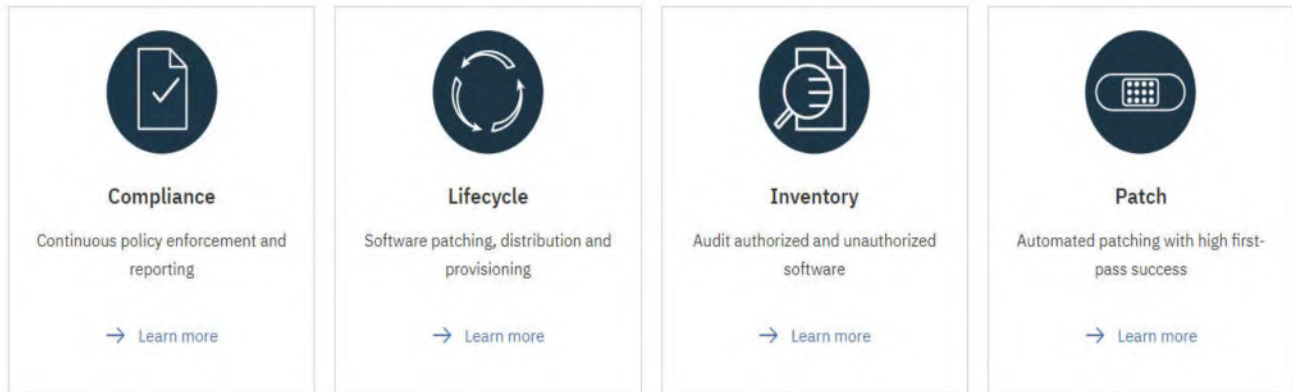 Compliance
Continuous policy enforcement and
reporting
Learn more
Lifecycle
Software patching, distribution and
provisioning
Learn more
Inventory
Audit authorized and unauthorized
software
Learn more
Patch
Automated patching with high first-
pass success
Learn more